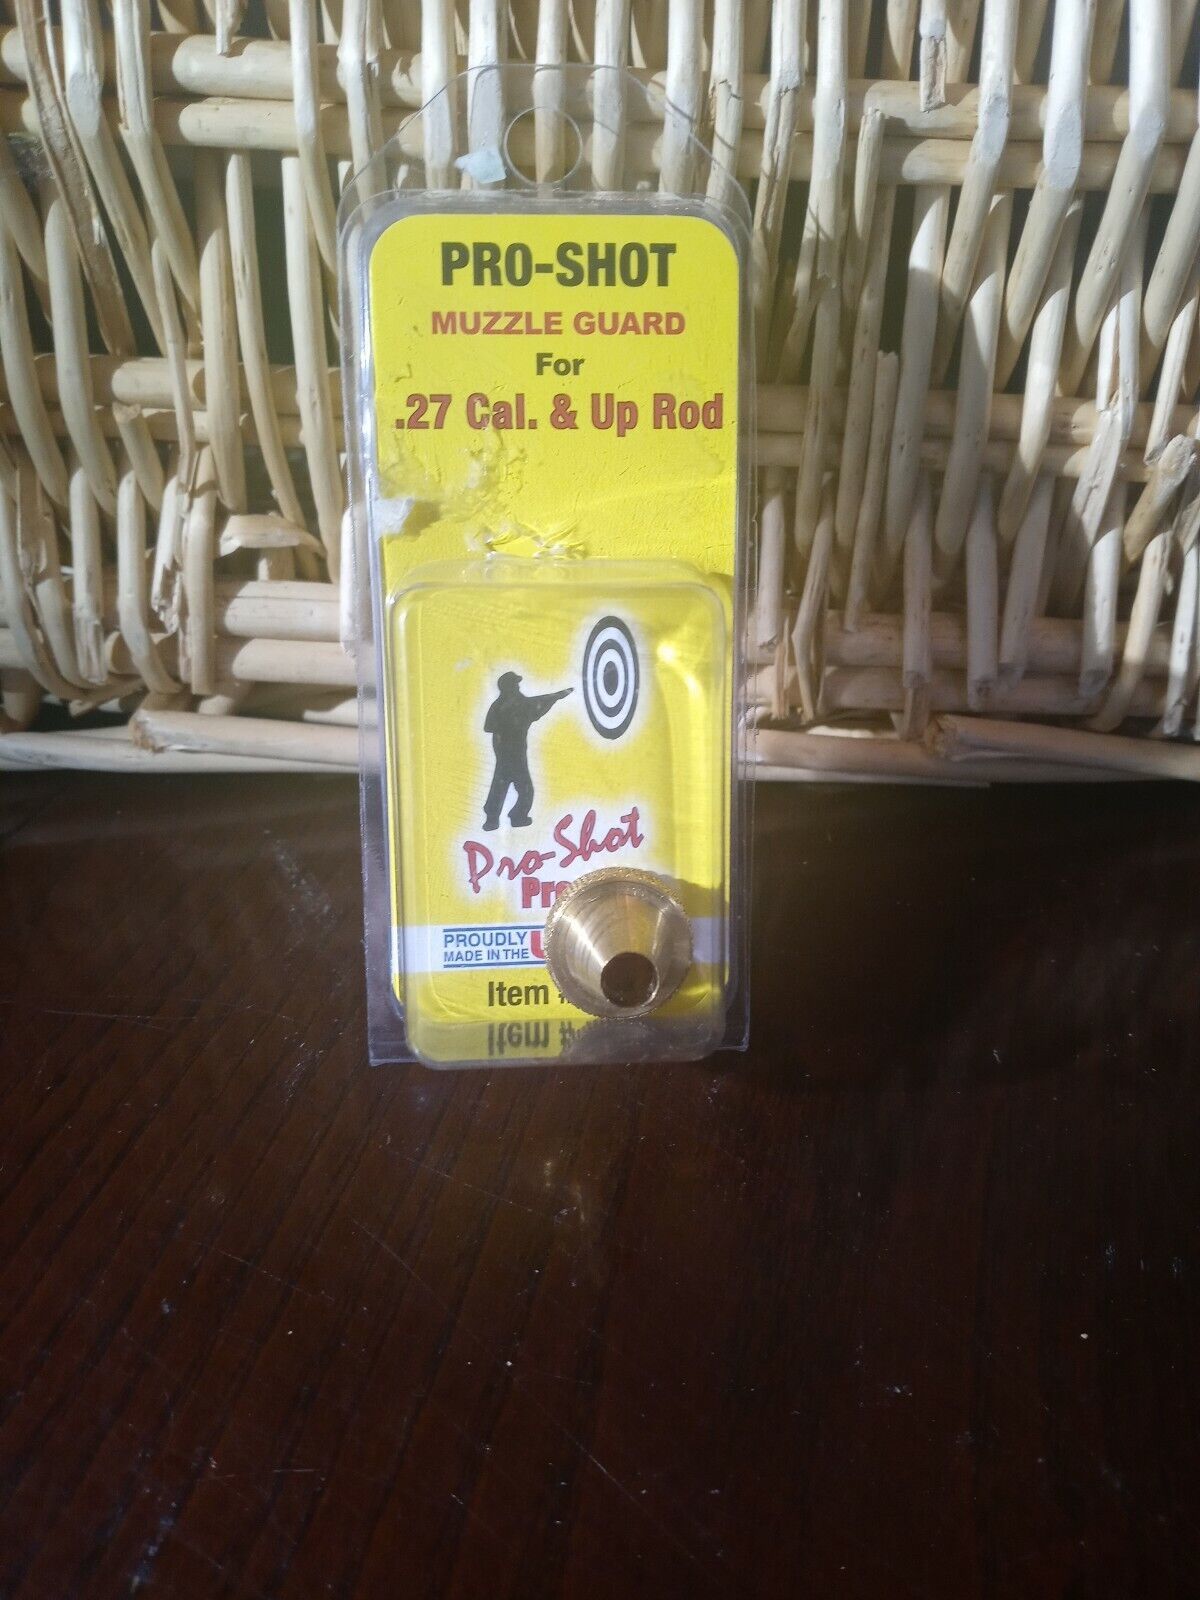 PRO-SHOT
MUZZLE GUARD
For
.27 Cal. & Up Rod
Pro-Shot
PROUDLY
MADE IN THE
Item #